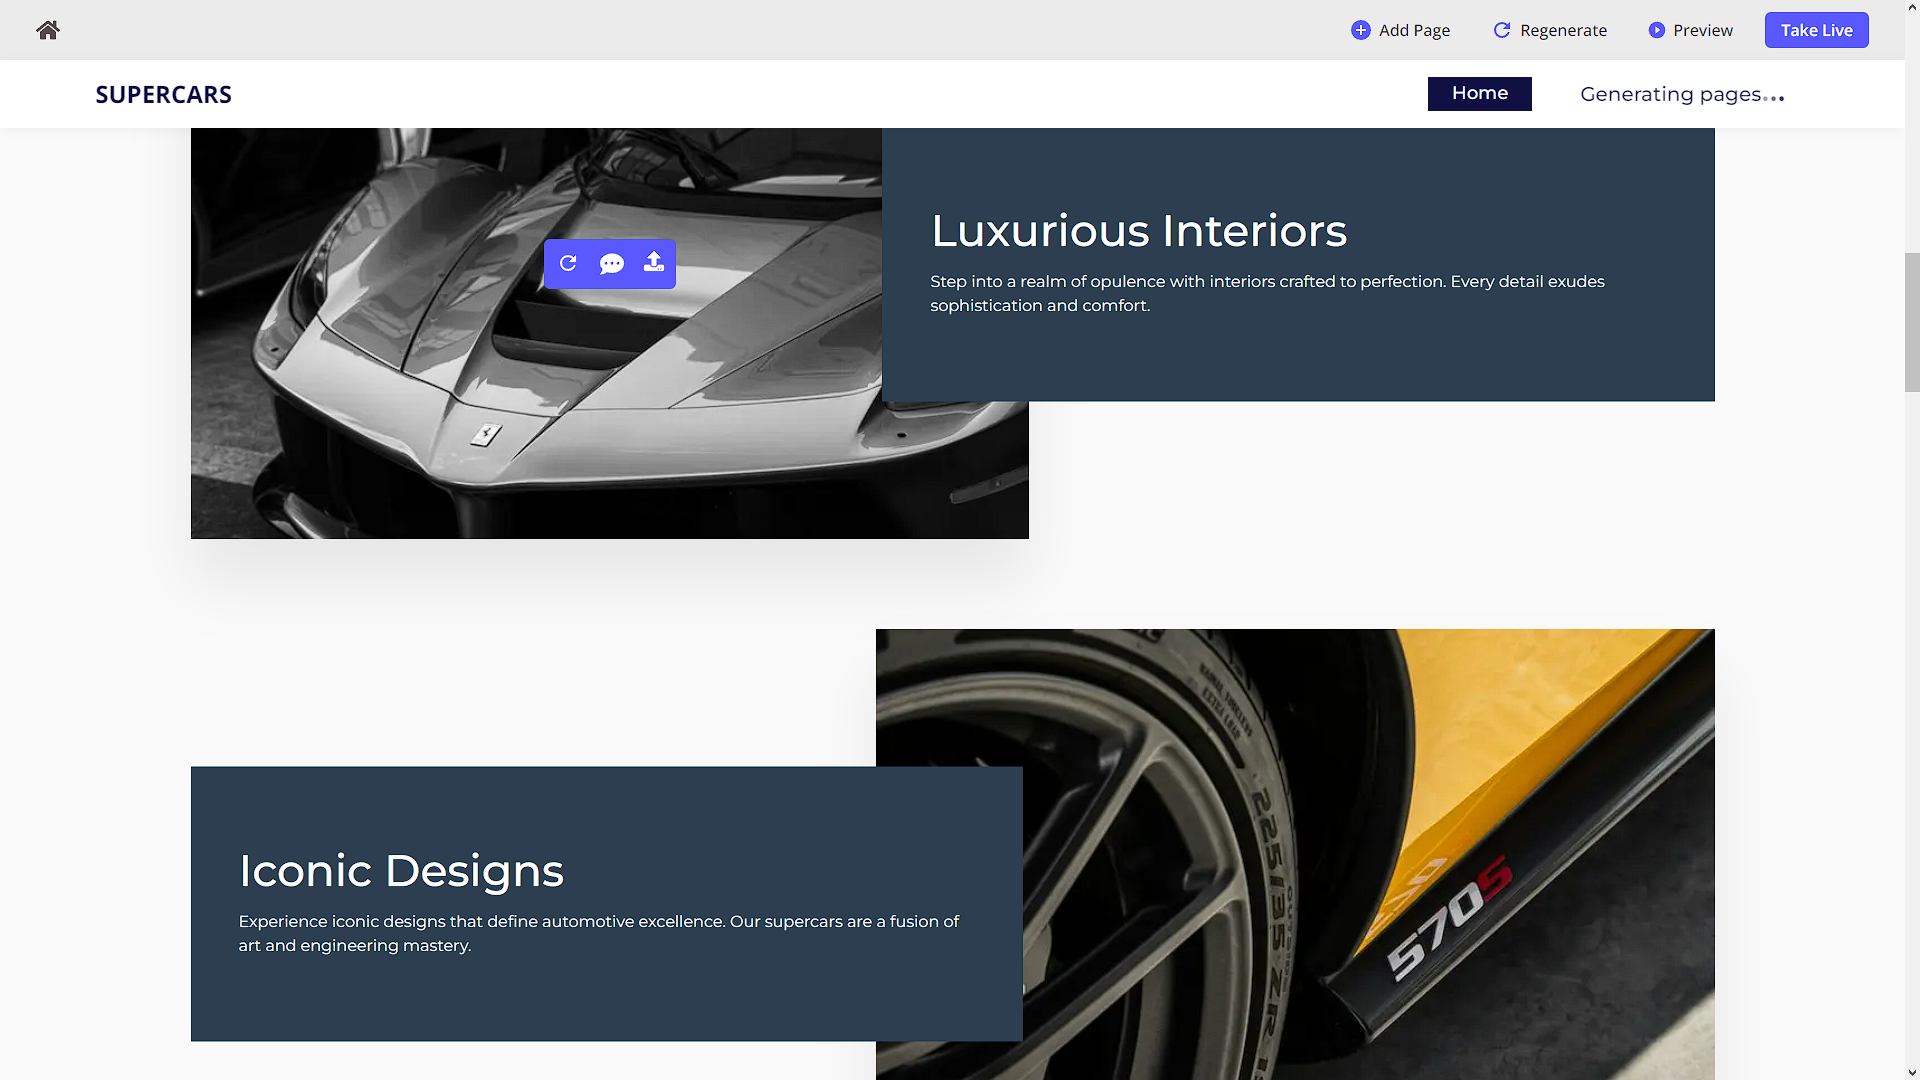 Add Page
Regenerate
Preview
Take Live
SUPERCARS
Home
Generating pages...
Luxurious Interiors
Step into a realm of opulence with interiors crafted to perfection. Every detail exudes
sophistication and comfort.
Iconic Designs
Experience iconic designs that define automotive excellence. Our supercars are a fusion of
art and engineering mastery.
225/35 ZR
570S